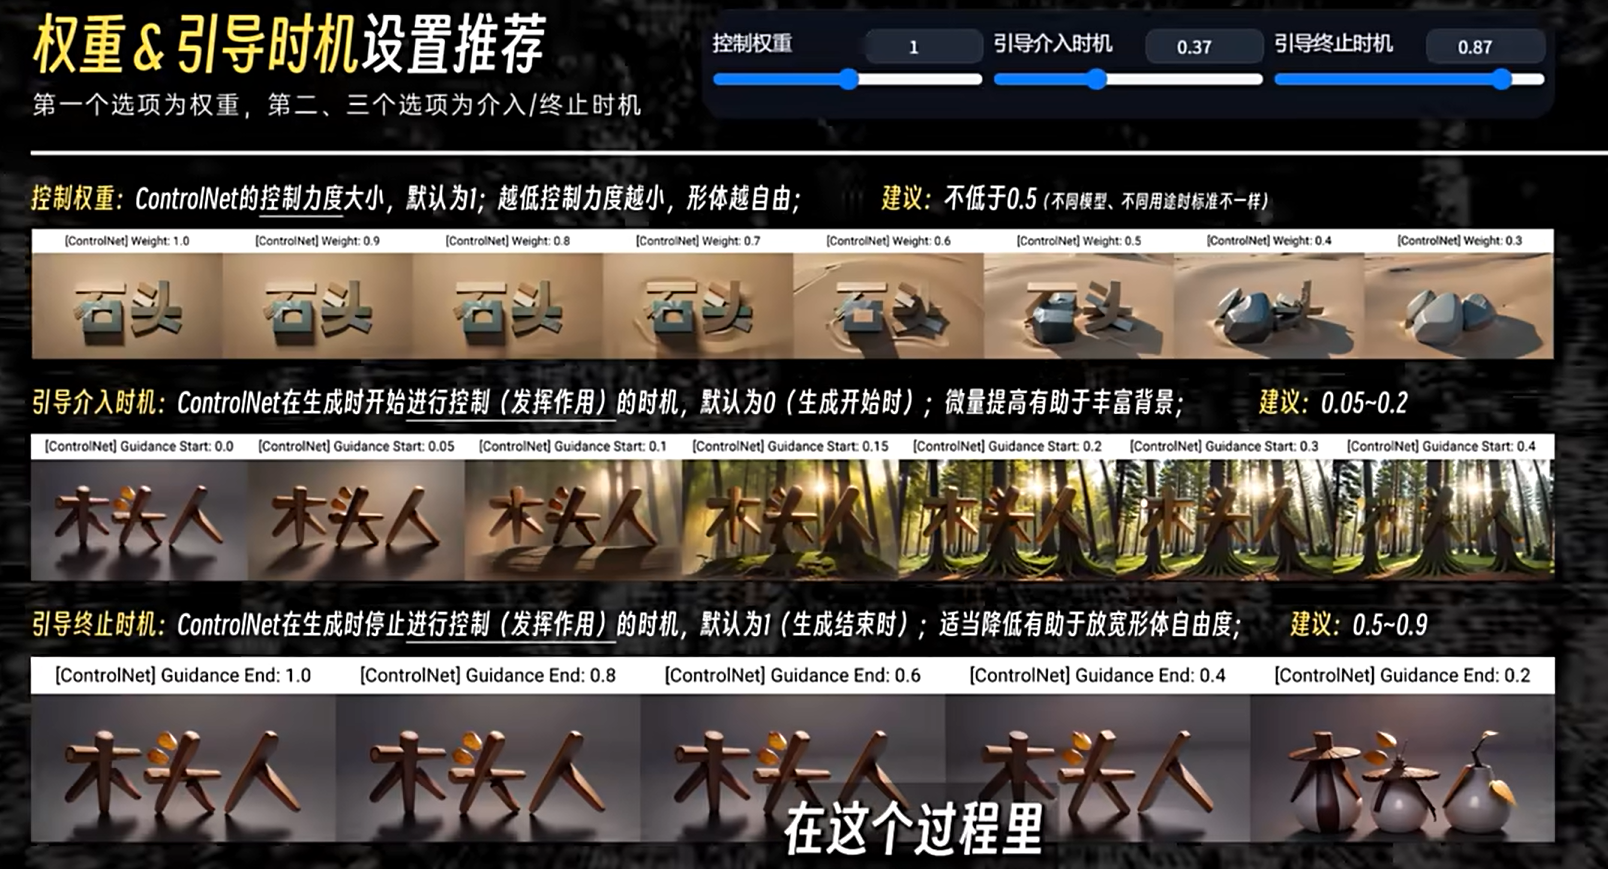 权重 & 引导时机设置推荐
第一个选项为权重，第二、三个选项为介入/终止时机
控制权重 1 引导介入时机 0.37 引导终止时机 0.87
控制权重：ControlNet的控制力度大小，默认为1；越低控制力度越小，形体越自由； 建议：不低于0.5（不同模型、不同用途时标准不一样）
[ControlNet] Weight: 1.0 [ControlNet] Weight: 0.9 [ControlNet] Weight: 0.8 [ControlNet] Weight: 0.7 [ControlNet] Weight: 0.6 [ControlNet] Weight: 0.5 [ControlNet] Weight: 0.4 [ControlNet] Weight: 0.3
石头 石头 石头 石头 石头 石头
引导介入时机：ControlNet在生成时开始进行控制（发挥作用）的时机，默认为0（生成开始时）；微量提高有助于丰富背景； 建议：0.05~0.2
[ControlNet] Guidance Start: 0.0 [ControlNet] Guidance Start: 0.05 [ControlNet] Guidance Start: 0.1 [ControlNet] Guidance Start: 0.15 [ControlNet] Guidance Start: 0.2 [ControlNet] Guidance Start: 0.3 [ControlNet] Guidance Start: 0.4
木头人 木头人 木头人 木头人 木头人 木头人 木头人
引导终止时机：ControlNet在生成时停止进行控制（发挥作用）的时机，默认为1（生成结束时）；适当降低有助于放宽形体自由度； 建议：0.5~0.9
[ControlNet] Guidance End: 1.0 [ControlNet] Guidance End: 0.8 [ControlNet] Guidance End: 0.6 [ControlNet] Guidance End: 0.4 [ControlNet] Guidance End: 0.2
木头人 木头人 木头人 木头人
在这个过程里